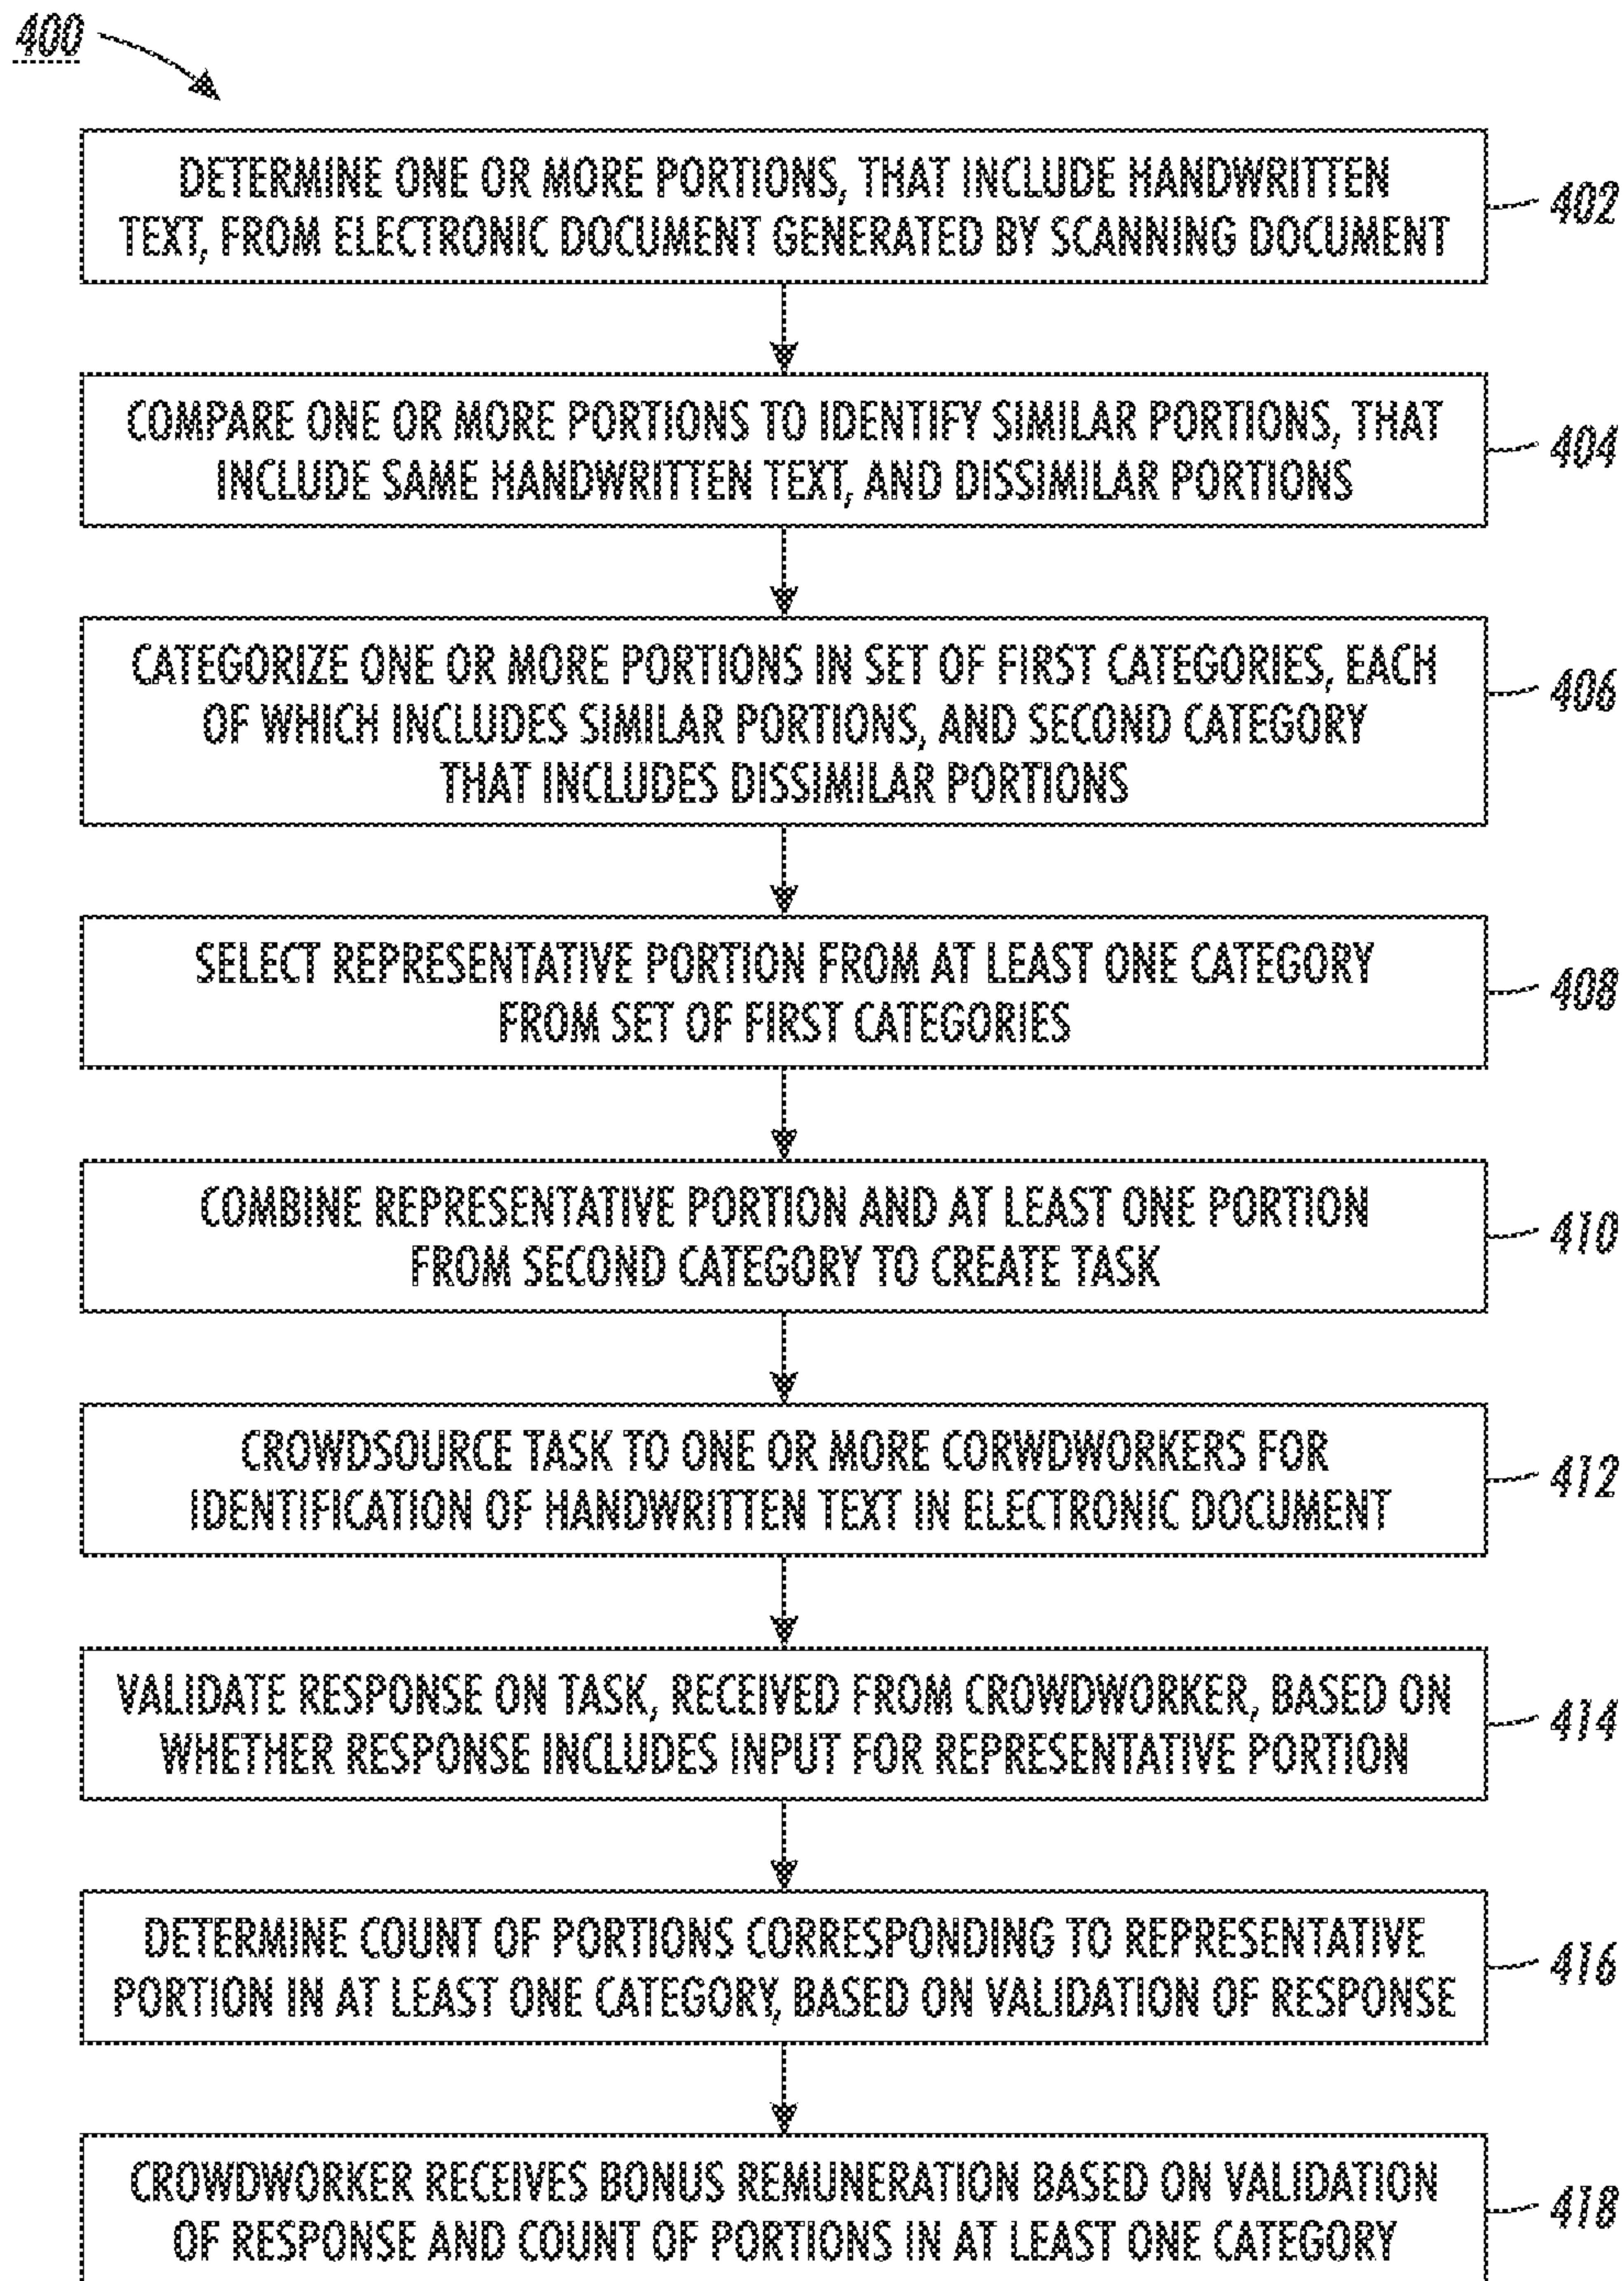 400
DETERMINE ONE OR MORE PORTIONS, THAT INCLUDE HANDWRITTEN
TEXT, FROM ELECTRONIC DOCUMENT GENERATED BY SCANNING DOCUMENT
402
COMPARE ONE OR MORE PORTIONS TO IDENTIFY SIMILAR PORTIONS, THAT
INCLUDE SAME HANDWRITTEN TEXT, AND DISSIMILAR PORTIONS
404
CATEGORIZE ONE OR MORE PORTIONS IN SET OF FIRST CATEGORIES, EACH
OF WHICH INCLUDES SIMILAR PORTIONS, AND SECOND CATEGORY
THAT INCLUDES DISSIMILAR PORTIONS
406
SELECT REPRESENTATIVE PORTION FROM AT LEAST ONE CATEGORY
FROM SET OF FIRST CATEGORIES
408
COMBINE REPRESENTATIVE PORTION AND AT LEAST ONE PORTION
FROM SECOND CATEGORY TO CREATE TASK
410
CROWDSOURCE TASK TO ONE OR MORE CORWDWORKERS FOR
IDENTIFICATION OF HANDWRITTEN TEXT IN ELECTRONIC DOCUMENT
412
VALIDATE RESPONSE ON TASK, RECEIVED FROM CROWDWORKER, BASED ON
WHETHER RESPONSE INCLUDES INPUT FOR REPRESENTATIVE PORTION
414
DETERMINE COUNT OF PORTIONS CORRESPONDING TO REPRESENTATIVE
PORTION IN AT LEAST ONE CATEGORY, BASED ON VALIDATION OF RESPONSE
416
CROWDWORKER RECEIVES BONUS REMUNERATION BASED ON VALIDATION
OF RESPONSE AND COUNT OF PORTIONS IN AT LEAST ONE CATEGORY
418